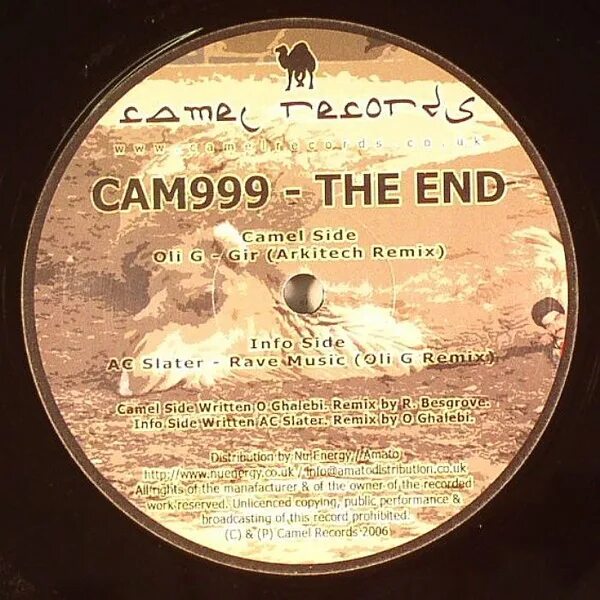 camel records
www.camelrecords.co.uk
CAM999 - THE END
Camel Side
Oli G - Gir (Arkitech Remix)
Info Side
AC Slater - Rave Music (Oli G Remix)
Camel Side Written O Ghalebi. Remix by R. Besgrove.
Info Side Written AC Slater. Remix by O Ghalebi.
Distribution by Nu Energy / Amato
http://www.nuenergy.co.uk / info@amatodistribution.co.uk
All rights of the manafacturer & of the owner of the recorded
work reserved. Unlicenced copying, public performance &
broadcasting of this record prohibited.
(C) & (P) Camel Records 2006